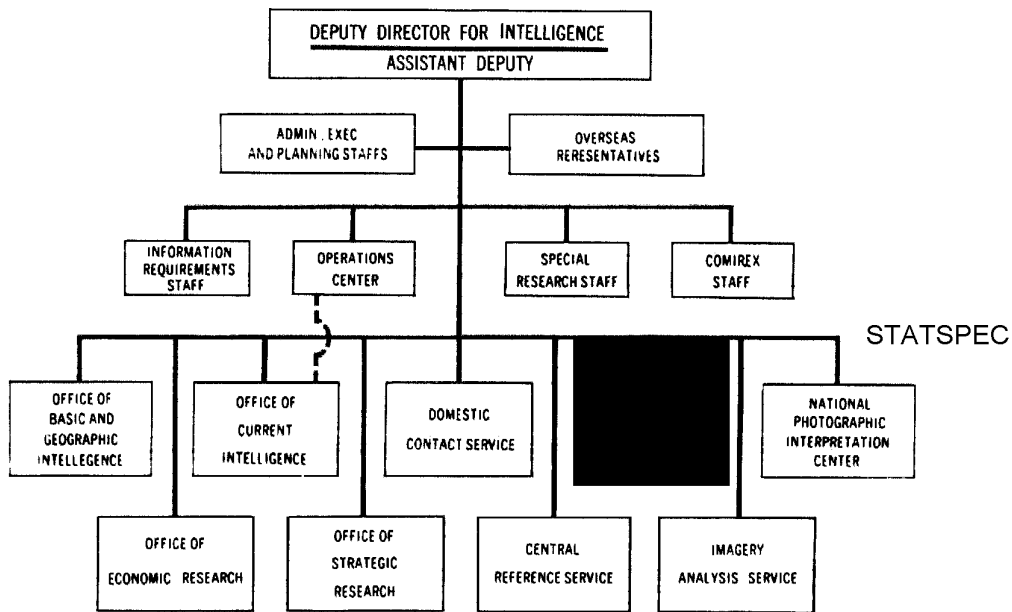 DEPUTY DIRECTOR FOR INTELLIGENCE
ASSISTANT DEPUTY
ADMIN, EXEC
AND PLANNING STAFFS
OVERSEAS
RERESENTATIVES
INFORMATION
REQUIREMENTS
STAFF
OPERATIONS
CENTER
SPECIAL
RESEARCH STAFF
COMIREX
STAFF
STATSPEC
OFFICE OF
BASIC AND
GEOGRAPHIC
INTELLEGENCE
OFFICE OF
CURRENT
INTELLIGENCE
DOMESTIC
CONTACT SERVICE
NATIONAL
PHOTOGRAPHIC
INTERPRETATION
CENTER
OFFICE OF
ECONOMIC RESEARCH
OFFICE OF
STRATEGIC
RESEARCH
CENTRAL
REFERENCE SERVICE
IMAGERY
ANALYSIS SERVICE